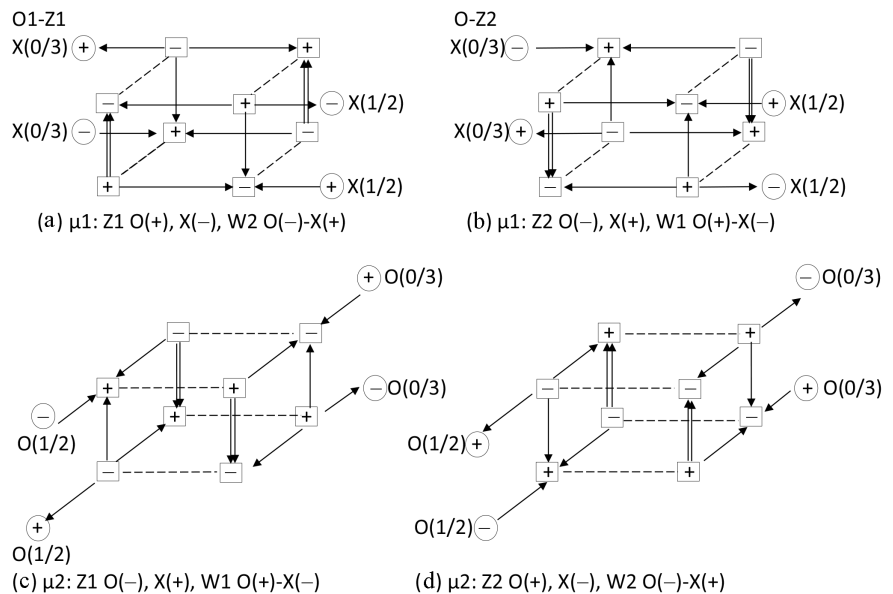 O1-Z1
X(0/3) + − +
− + − X(1/2)
X(0/3) − + −
+ − + X(1/2)
(a) μ1: Z1 O(+), X(−), W2 O(−)-X(+)
O-Z2
X(0/3) − + −
+ − + X(1/2)
X(0/3) + − +
− + − X(1/2)
(b) μ1: Z2 O(−), X(+), W1 O(+)-X(−)
+ O(0/3)
− −
+ + − O(0/3)
− + +
O(1/2)
− −
+
O(1/2)
(c) μ2: Z1 O(−), X(+), W1 O(+)-X(−)
− O(0/3)
+ +
− − + O(0/3)
− −
O(1/2) +
+ +
O(1/2) −
(d) μ2: Z2 O(+), X(−), W2 O(−)-X(+)